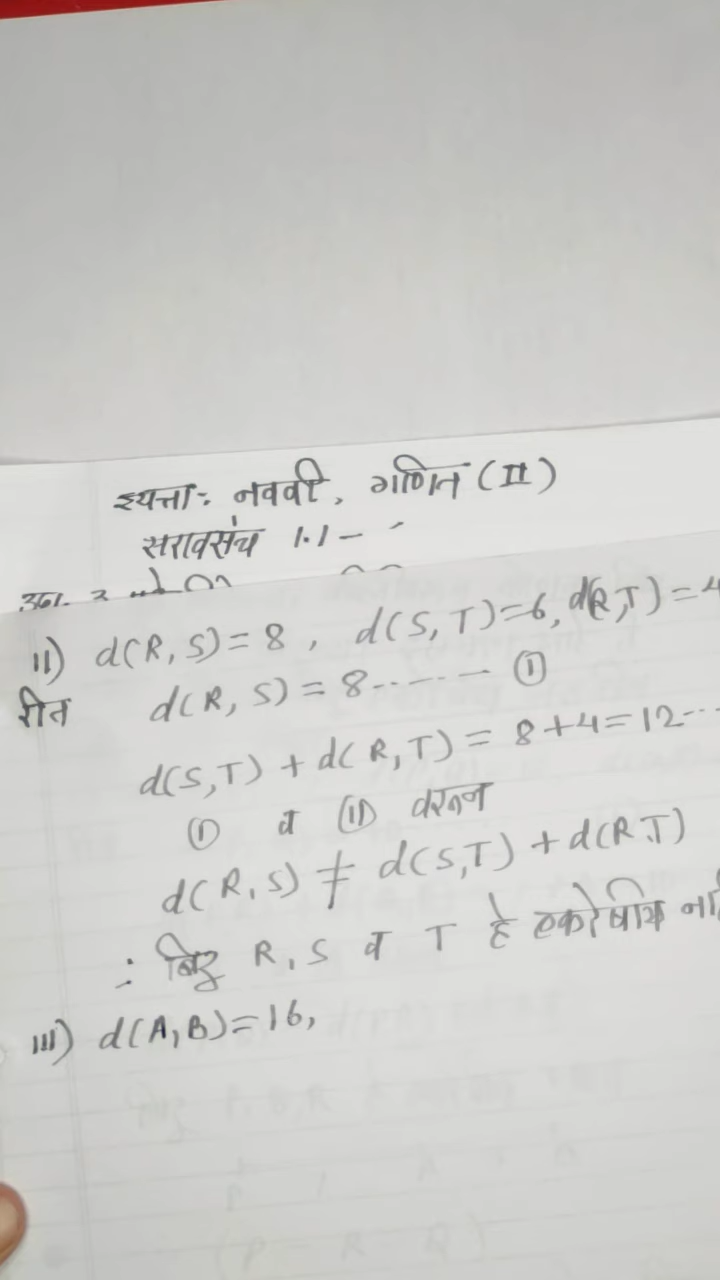 इयत्ता: नववी, गणित (II)
सरावसंच 1.1 -
II) d(R, S) = 8, d(S, T) = 6, d(R, T) = 4
रीत d(R, S) = 8 ------ (I)
d(S, T) + d(R, T) = 8 + 4 = 12 ---
(I) व (II) वरून
d(R, S) ≠ d(S, T) + d(R, T)
∴ बिंदू R, S व T हे एकरेषीय
III) d(A, B) = 16,